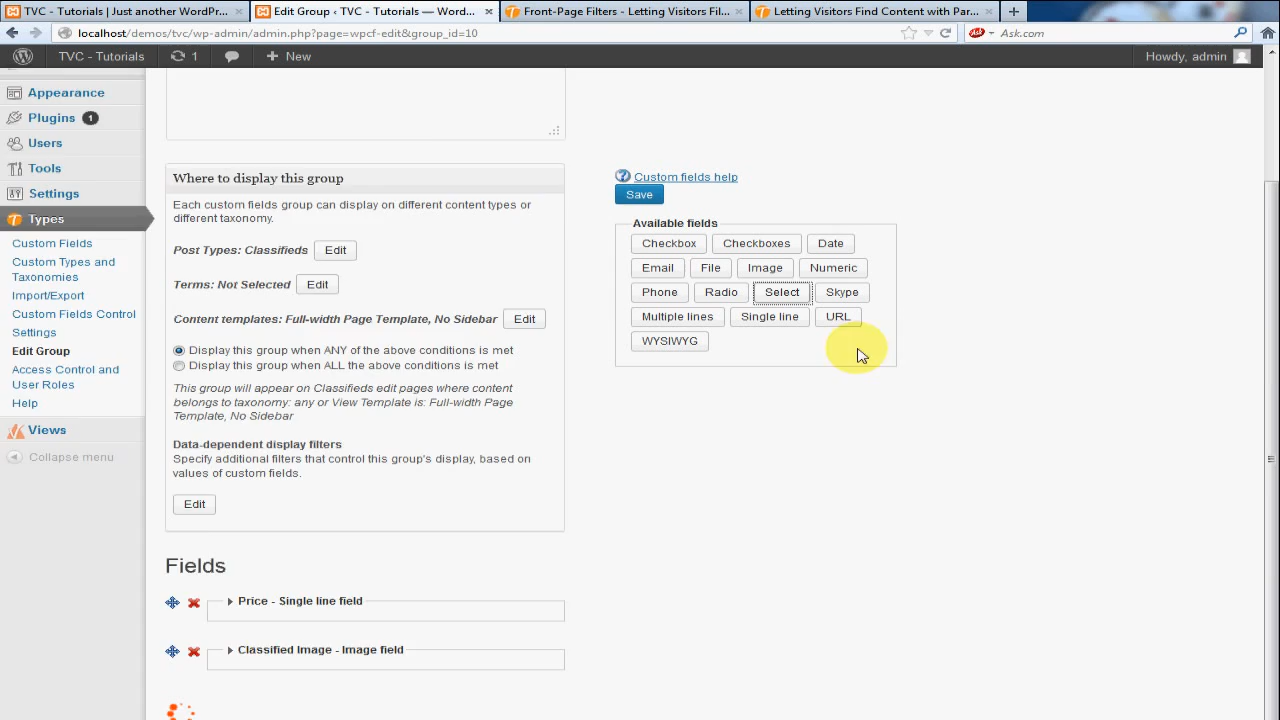 TVC - Tutorials | Just another WordPr...
Edit Group ‹ TVC - Tutorials — Word...
Front-Page Filters - Letting Visitors Fil...
Letting Visitors Find Content with Par...
localhost/demos/tvc/wp-admin/admin.php?page=wpcf-edit&group_id=10
Ask.com
TVC - Tutorials
1
New
Howdy, admin
Appearance
Plugins 1
Users
Tools
Settings
Types
Custom Fields
Custom Types and
Taxonomies
Import/Export
Custom Fields Control
Settings
Edit Group
Access Control and
User Roles
Help
Views
Collapse menu
Where to display this group
Each custom fields group can display on different content types or
different taxonomy.
Post Types: Classifieds Edit
Terms: Not Selected Edit
Content templates: Full-width Page Template, No Sidebar Edit
Display this group when ANY of the above conditions is met
Display this group when ALL the above conditions is met
This group will appear on Classifieds edit pages where content
belongs to taxonomy: any or View Template is: Full-width Page
Template, No Sidebar
Data-dependent display filters
Specify additional filters that control this group's display, based on
values of custom fields.
Edit
Custom fields help
Save
Available fields
Checkbox Checkboxes Date
Email File Image Numeric
Phone Radio Select Skype
Multiple lines Single line URL
WYSIWYG
Fields
Price - Single line field
Classified Image - Image field